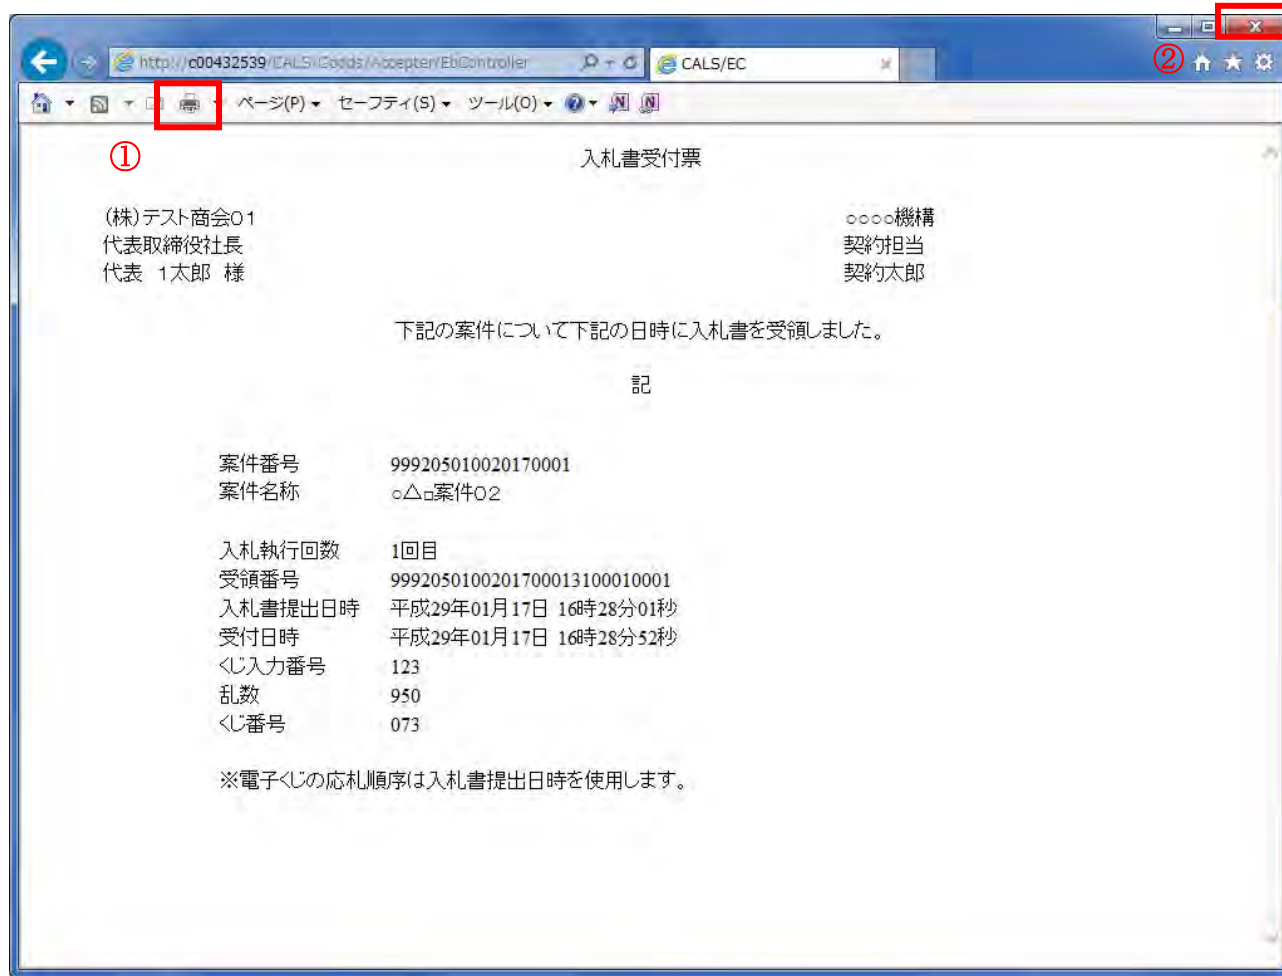 ②
http://c00432539/CALS/Goods/Accepter/EbController
CALS/EC
ページ(P) セーフティ(S) ツール(O)
①
入札書受付票
(株)テスト商会01
代表取締役社長
代表 1太郎 様
○○○○機構
契約担当
契約太郎
下記の案件について下記の日時に入札書を受領しました。
記
案件番号 999205010020170001
案件名称 ○△□案件02
入札執行回数 1回目
受領番号 9992050100201700013100010001
入札書提出日時 平成29年01月17日 16時28分01秒
受付日時 平成29年01月17日 16時28分52秒
くじ入力番号 123
乱数 950
くじ番号 073
※電子くじの応札順序は入札書提出日時を使用します。